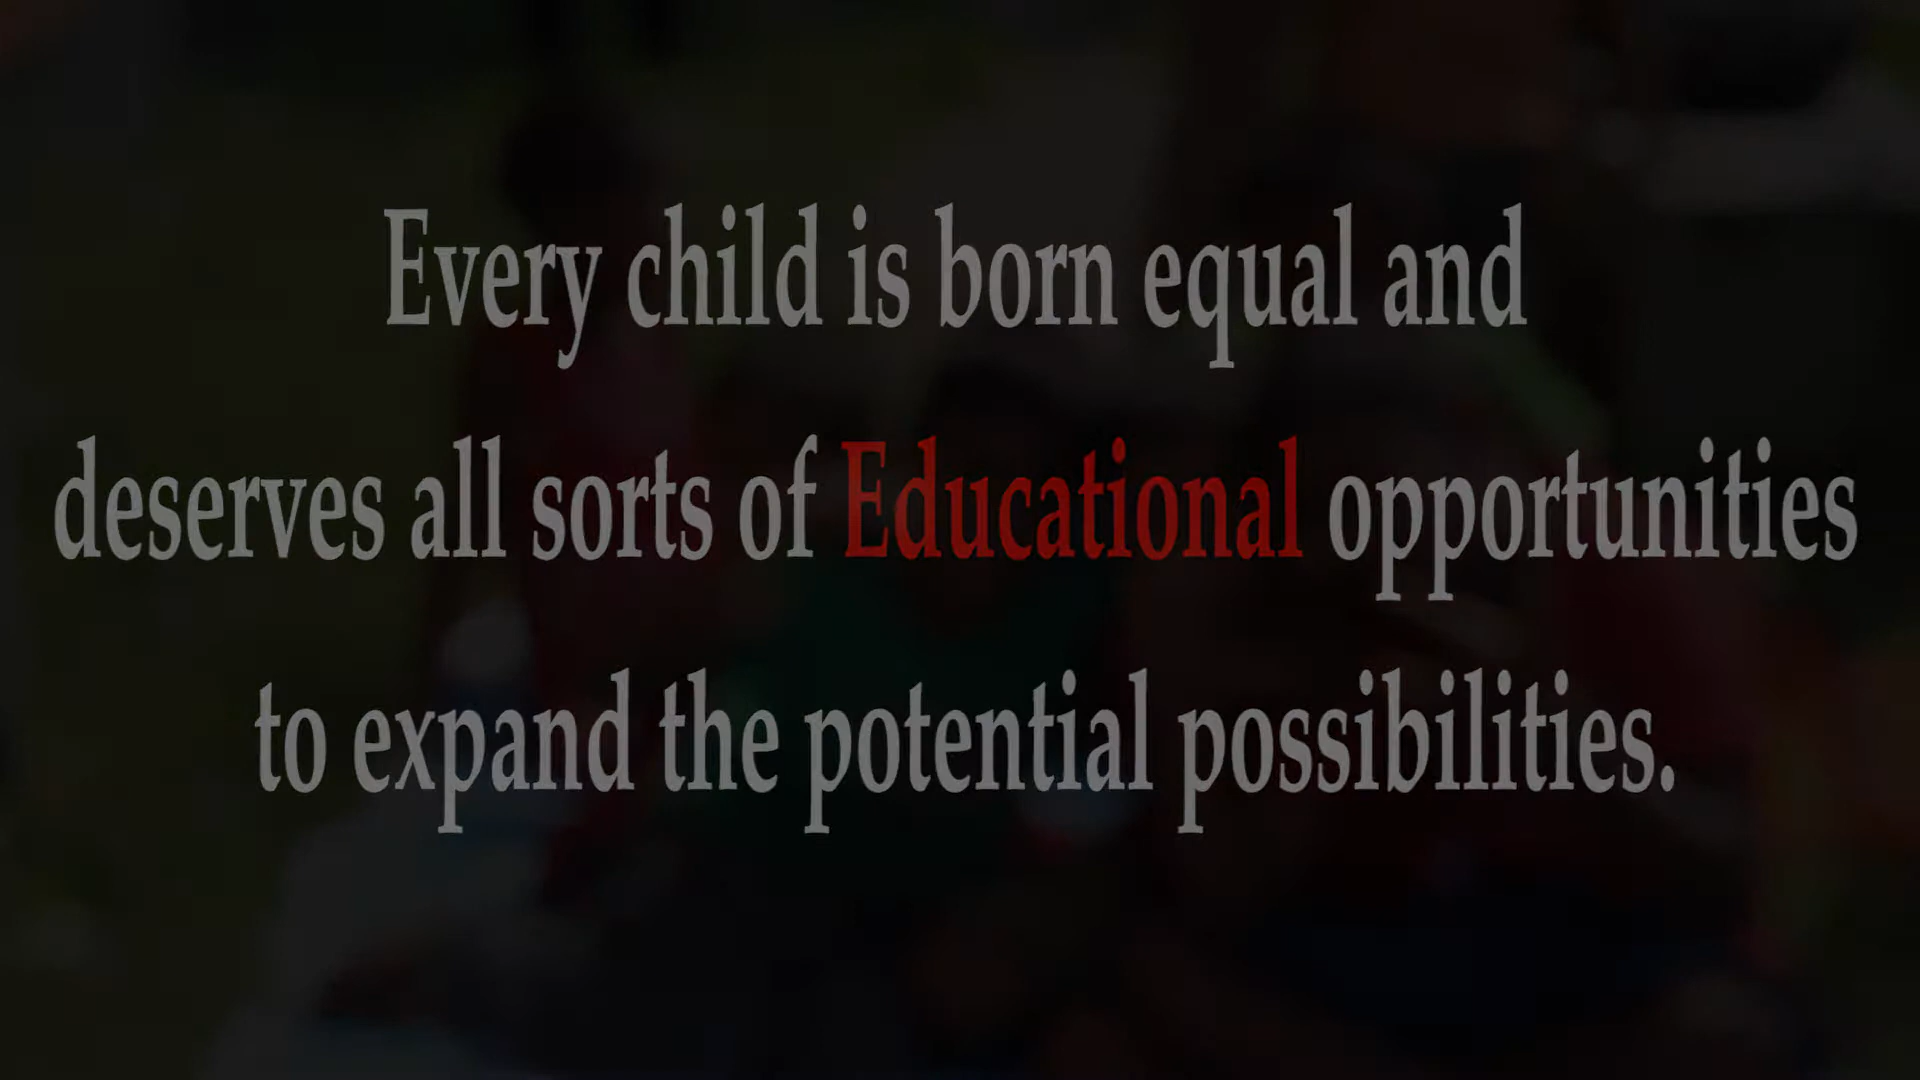 Every child is born equal and
deserves all sorts of Educational opportunities
to expand the potential possibilities.